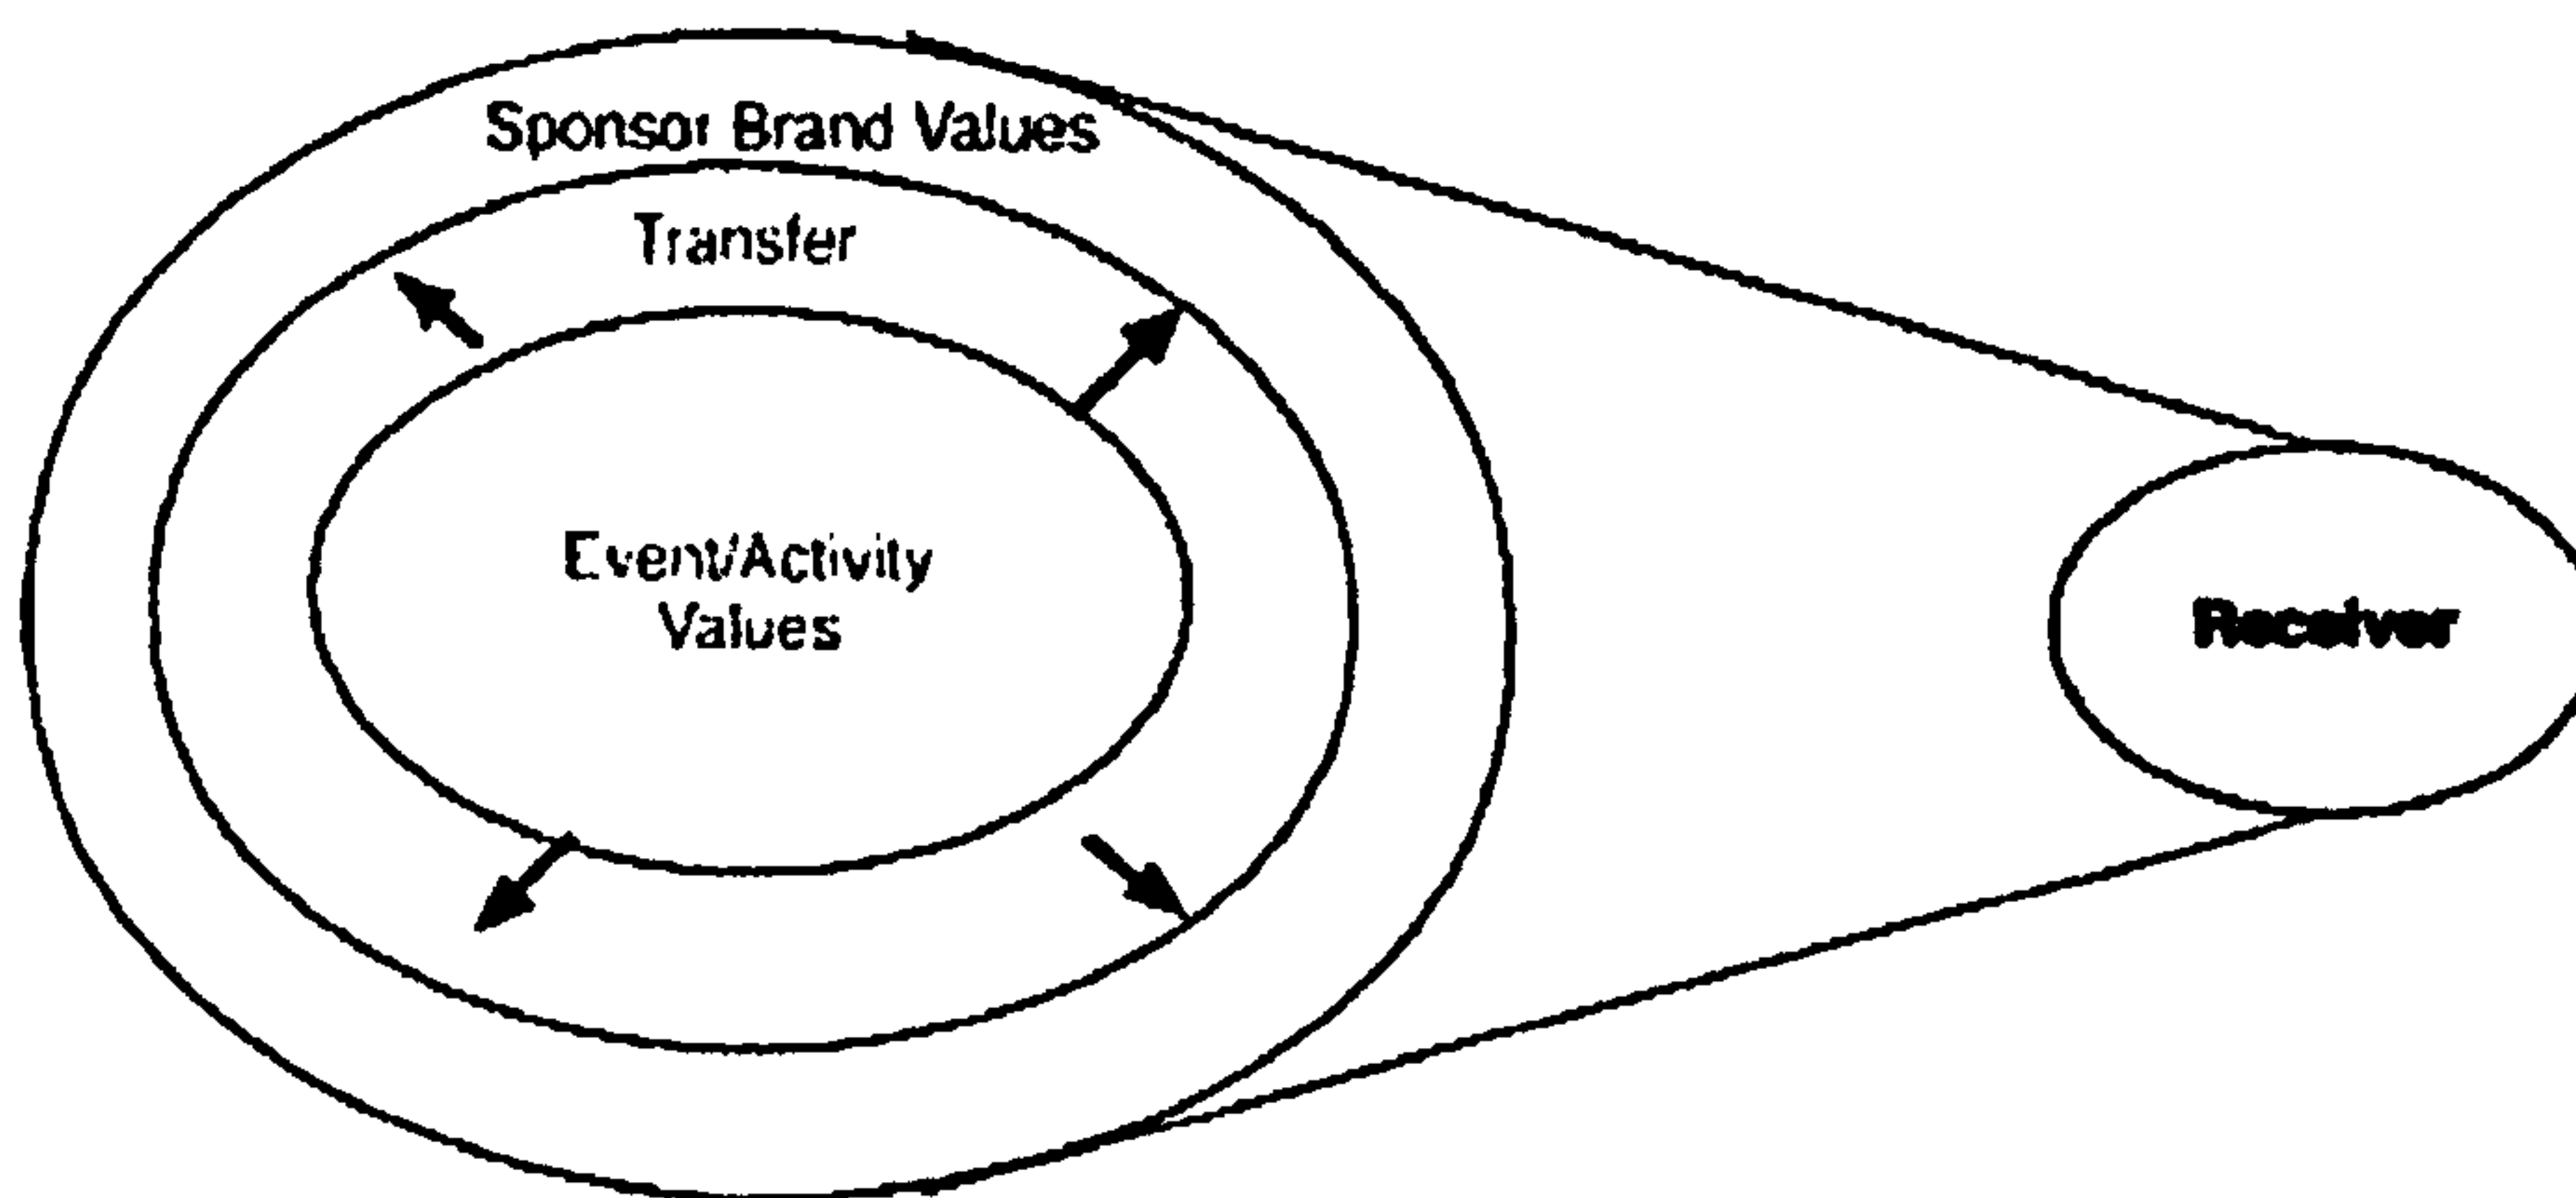 Sponsor Brand Values
Transfer
Event/Activity
Values
Receiver